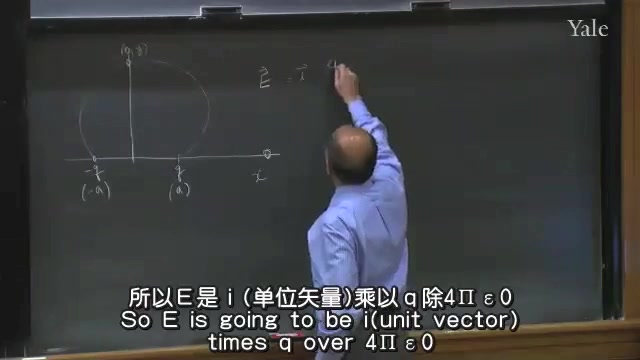 Yale
(0,y)
E = i q
-q q x
(-a) (a)
所以E是 i (单位矢量)乘以 q 除4Π ε0
So E is going to be i(unit vector)
times q over 4Π ε0